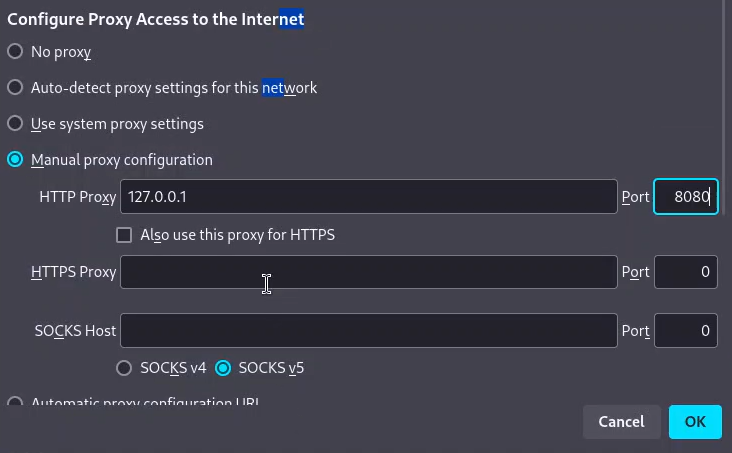 Configure Proxy Access to the Internet
No proxy
Auto-detect proxy settings for this network
Use system proxy settings
Manual proxy configuration
HTTP Proxy 127.0.0.1 Port 8080
Also use this proxy for HTTPS
HTTPS Proxy Port 0
SOCKS Host Port 0
SOCKS v4 SOCKS v5
Automatic proxy configuration URL
Cancel OK